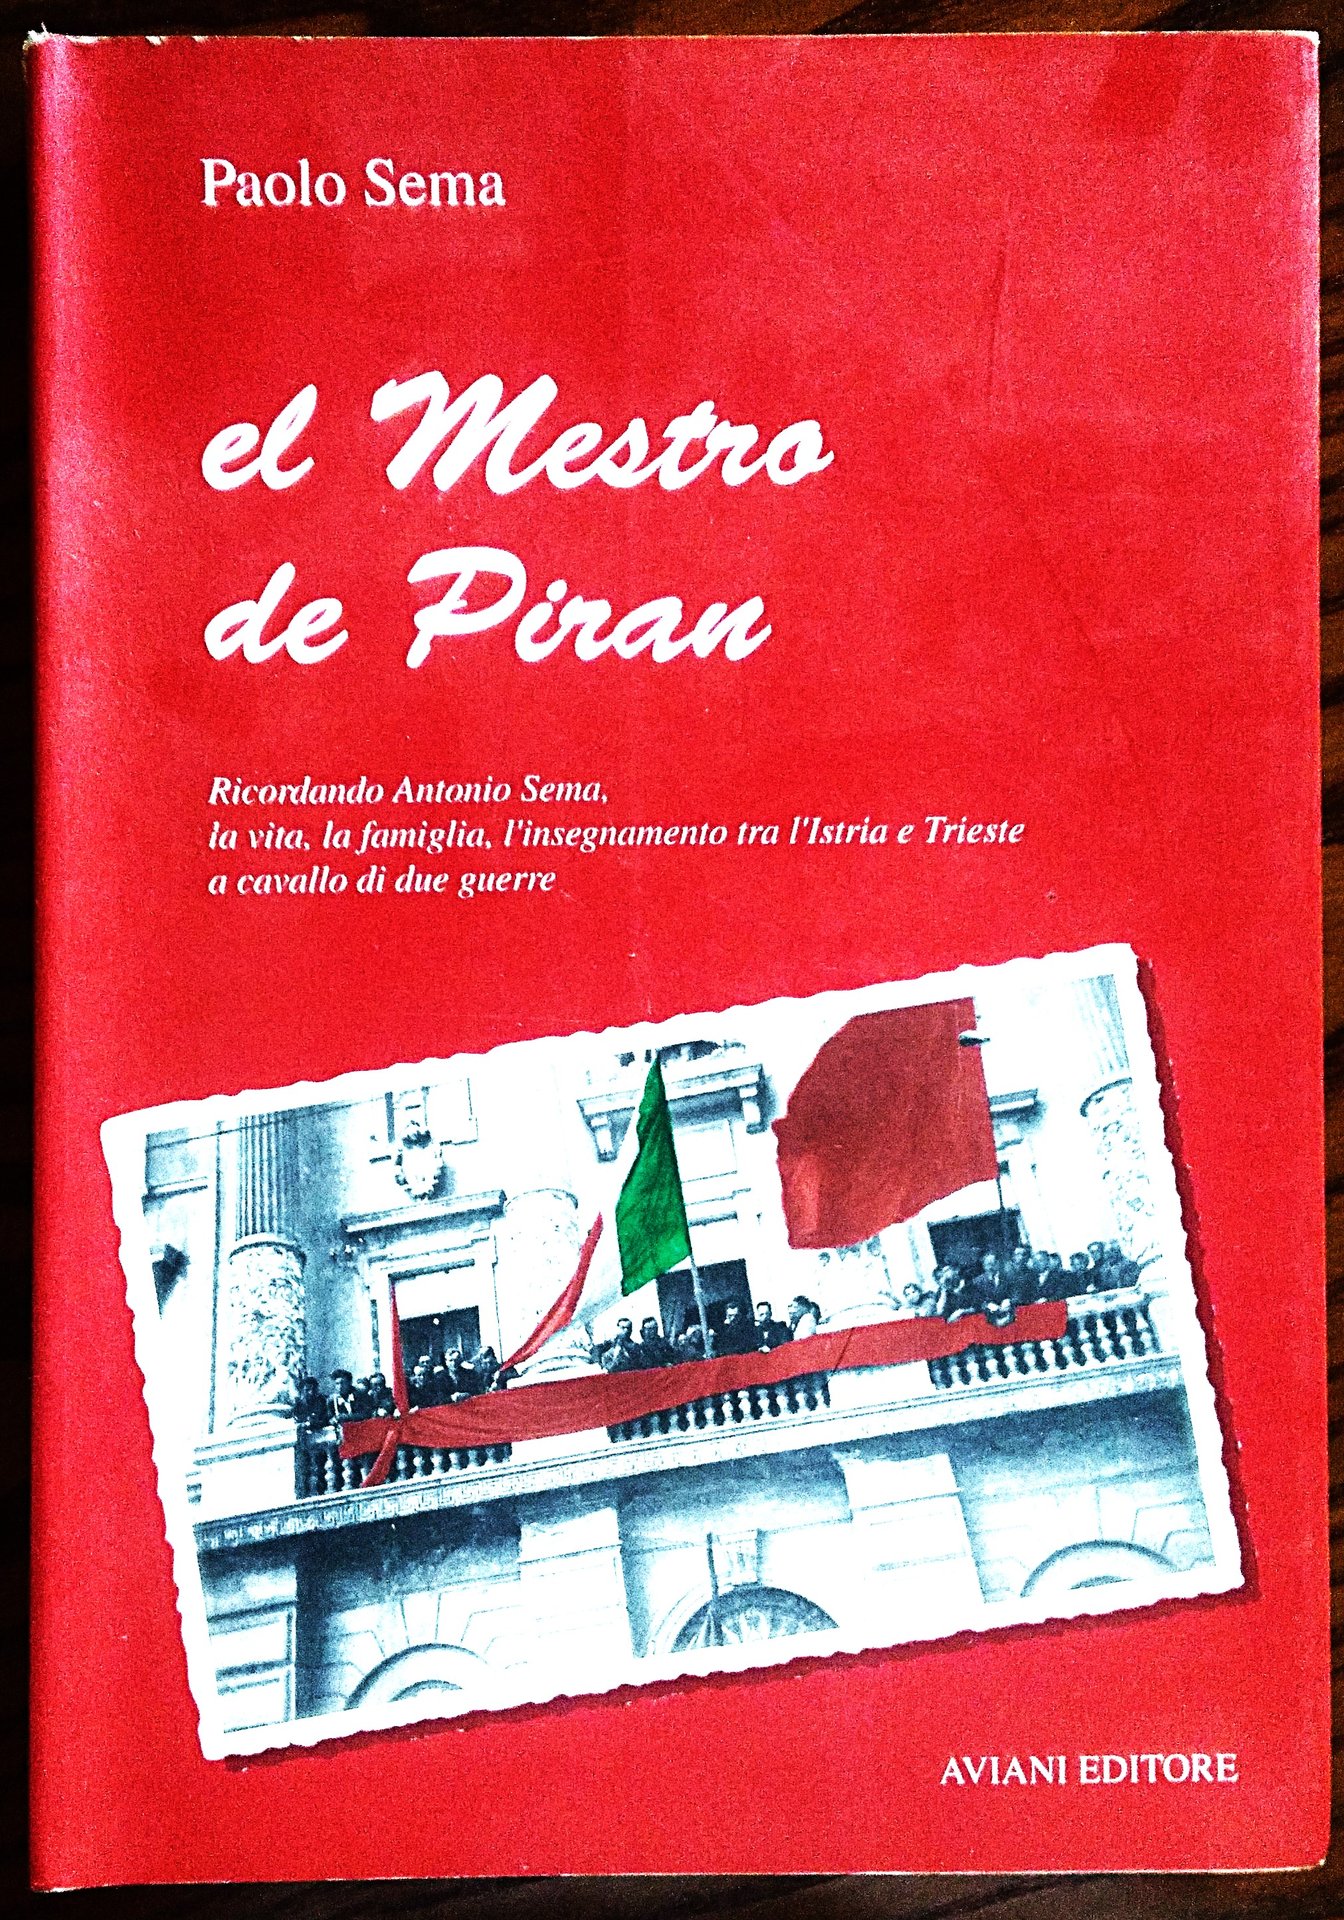 Paolo Sema
el Mestro
de Piran
Ricordando Antonio Sema,
la vita, la famiglia, l'insegnamento tra l'Istria e Trieste
a cavallo di due guerre
AVIANI EDITORE